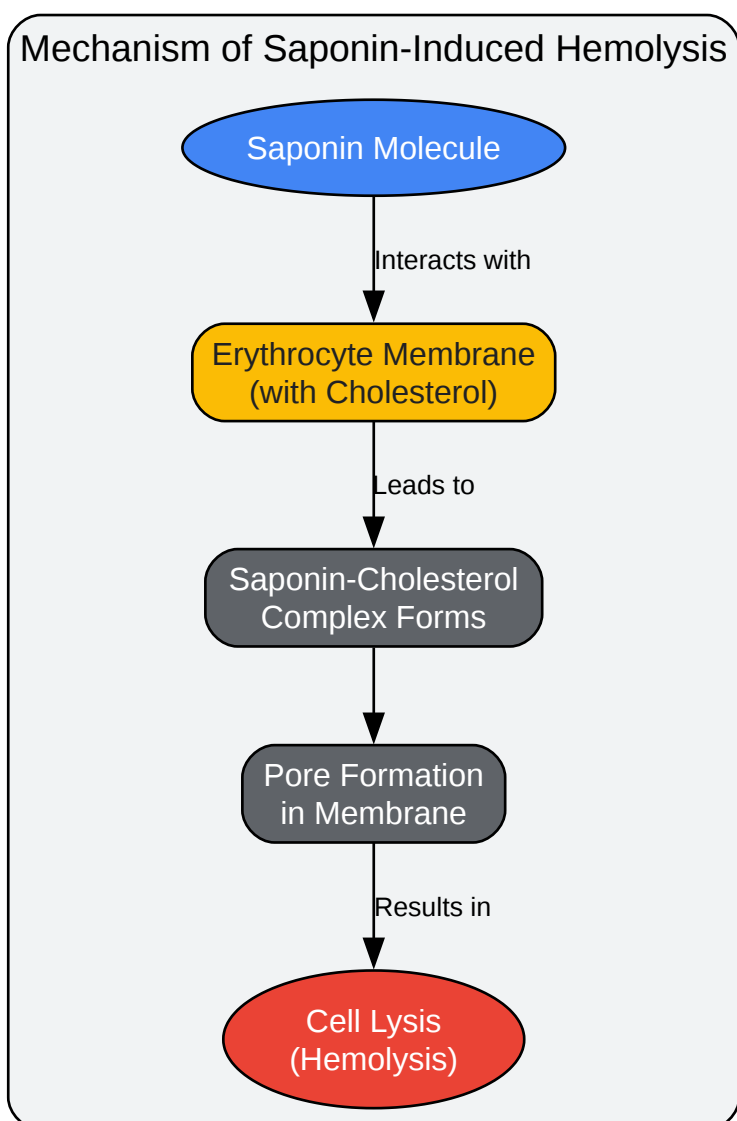 Mechanism of Saponin-Induced Hemolysis
Saponin Molecule
Interacts with
Erythrocyte Membrane
(with Cholesterol)
Leads to
Saponin-Cholesterol
Complex Forms
Pore Formation
in Membrane
Results in
Cell Lysis
(Hemolysis)